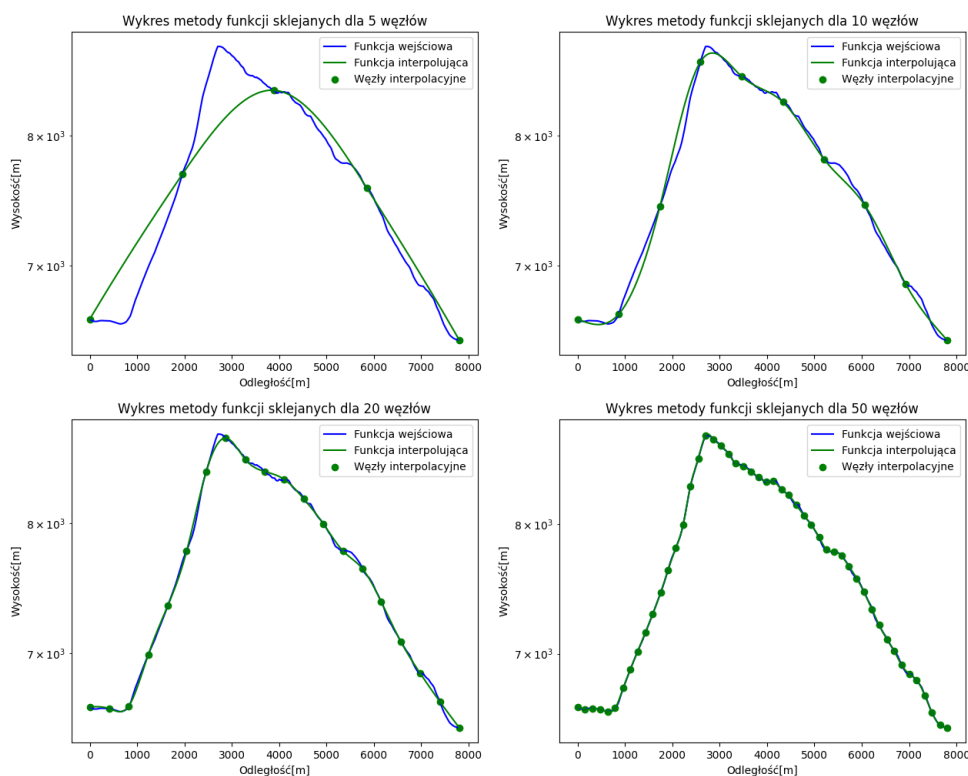 Wykres metody funkcji sklejanych dla 5 węzłów
Funkcja wejściowa
Funkcja interpolująca
Węzły interpolacyjne
Wysokość[m]
8 × 10³
7 × 10³
0 1000 2000 3000 4000 5000 6000 7000 8000
Odległość[m]
Wykres metody funkcji sklejanych dla 10 węzłów
Funkcja wejściowa
Funkcja interpolująca
Węzły interpolacyjne
Wysokość[m]
8 × 10³
7 × 10³
0 1000 2000 3000 4000 5000 6000 7000 8000
Odległość[m]
Wykres metody funkcji sklejanych dla 20 węzłów
Funkcja wejściowa
Funkcja interpolująca
Węzły interpolacyjne
Wysokość[m]
8 × 10³
7 × 10³
0 1000 2000 3000 4000 5000 6000 7000 8000
Odległość[m]
Wykres metody funkcji sklejanych dla 50 węzłów
Funkcja wejściowa
Funkcja interpolująca
Węzły interpolacyjne
Wysokość[m]
8 × 10³
7 × 10³
0 1000 2000 3000 4000 5000 6000 7000 8000
Odległość[m]